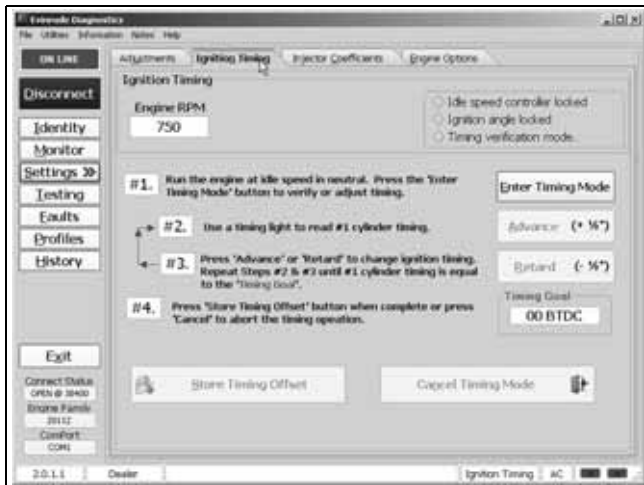 Evinrude Diagnostics
File Utilities Information Notes Help
ON LINE
Disconnect
Identity
Monitor
Settings »
Testing
Faults
Profiles
History
Exit
Connect Status
OPEN @ 38400
Engine Family
20112
ComPort
COM1
Adjustments
Ignition Timing
Injector Coefficients
Engine Options
Ignition Timing
Engine RPM
750
Idle speed controller locked
Ignition angle locked
Timing verification mode.
#1. Run the engine at idle speed in neutral. Press the 'Enter
Timing Mode' button to verify or adjust timing.
#2. Use a timing light to read #1 cylinder timing.
#3. Press 'Advance' or 'Retard' to change ignition timing.
Repeat Steps #2 & #3 until #1 cylinder timing is equal
to the 'Timing Goal'.
#4. Press 'Store Timing Offset' button when complete or press
'Cancel' to abort the timing opeation.
Enter Timing Mode
Advance (+ ½°)
Retard (- ½°)
Timing Goal
00 BTDC
Store Timing Offset
Cancel Timing Mode
2.0.1.1
Dealer
Ignition Timing
AC